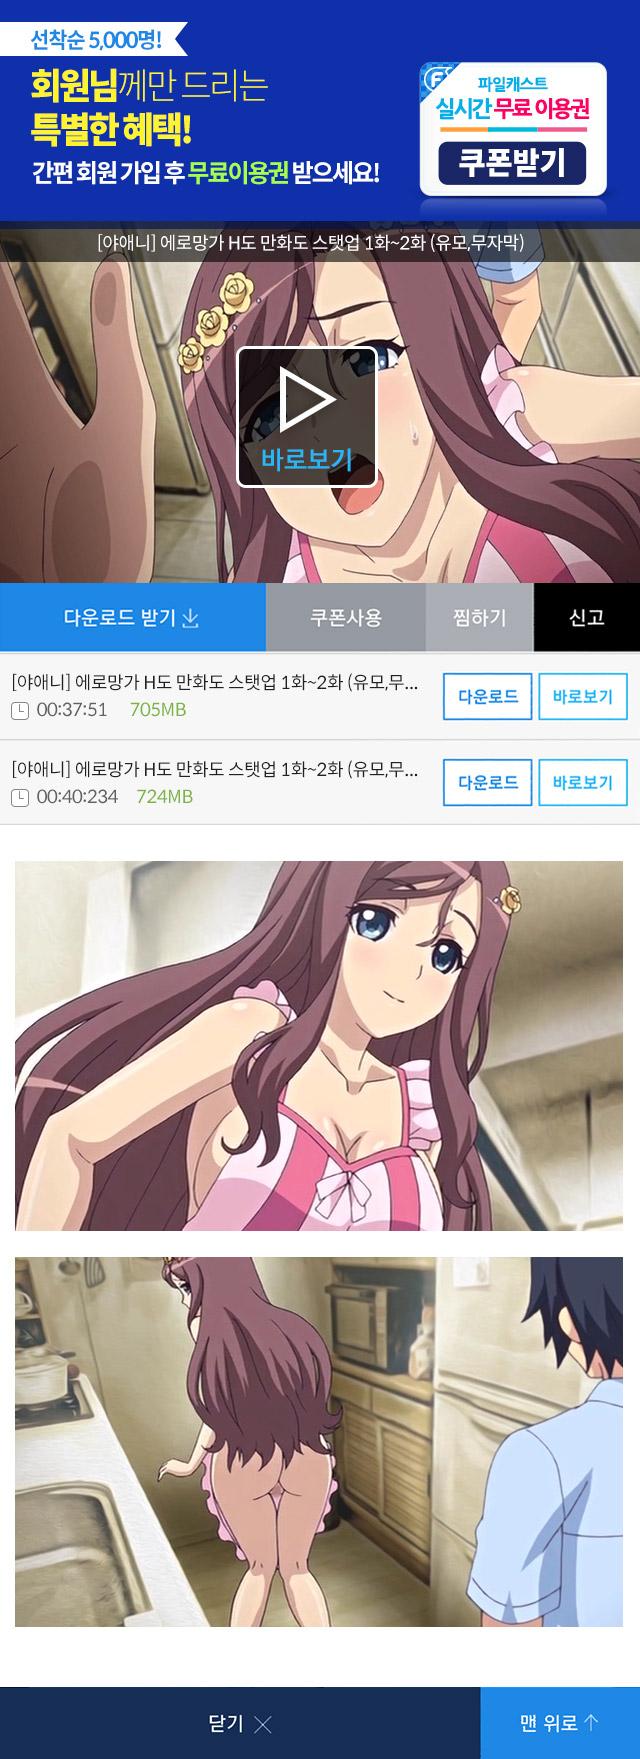 선착순 5,000명!
회원님께만 드리는
특별한 혜택!
간편 회원 가입 후 무료이용권 받으세요!
파일캐스트
실시간 무료 이용권
쿠폰받기
[야애니] 에로망가 H도 만화도 스탯업 1화~2화 (유모,무자막)
바로보기
다운로드 받기 쿠폰사용 찜하기 신고
[야애니] 에로망가 H도 만화도 스탯업 1화~2화 (유모,무...
00:37:51 705MB
다운로드 바로보기
[야애니] 에로망가 H도 만화도 스탯업 1화~2화 (유모,무...
00:40:234 724MB
다운로드 바로보기
닫기 맨 위로